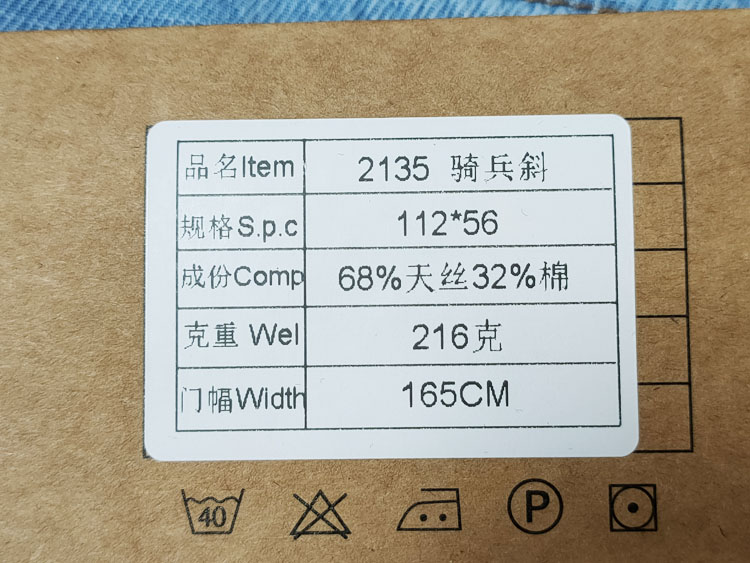 品名Item 2135 骑兵斜
规格S.p.c 112*56
成份Comp 68%天丝32%棉
克重 Wel 216克
门幅Width 165CM
40 P